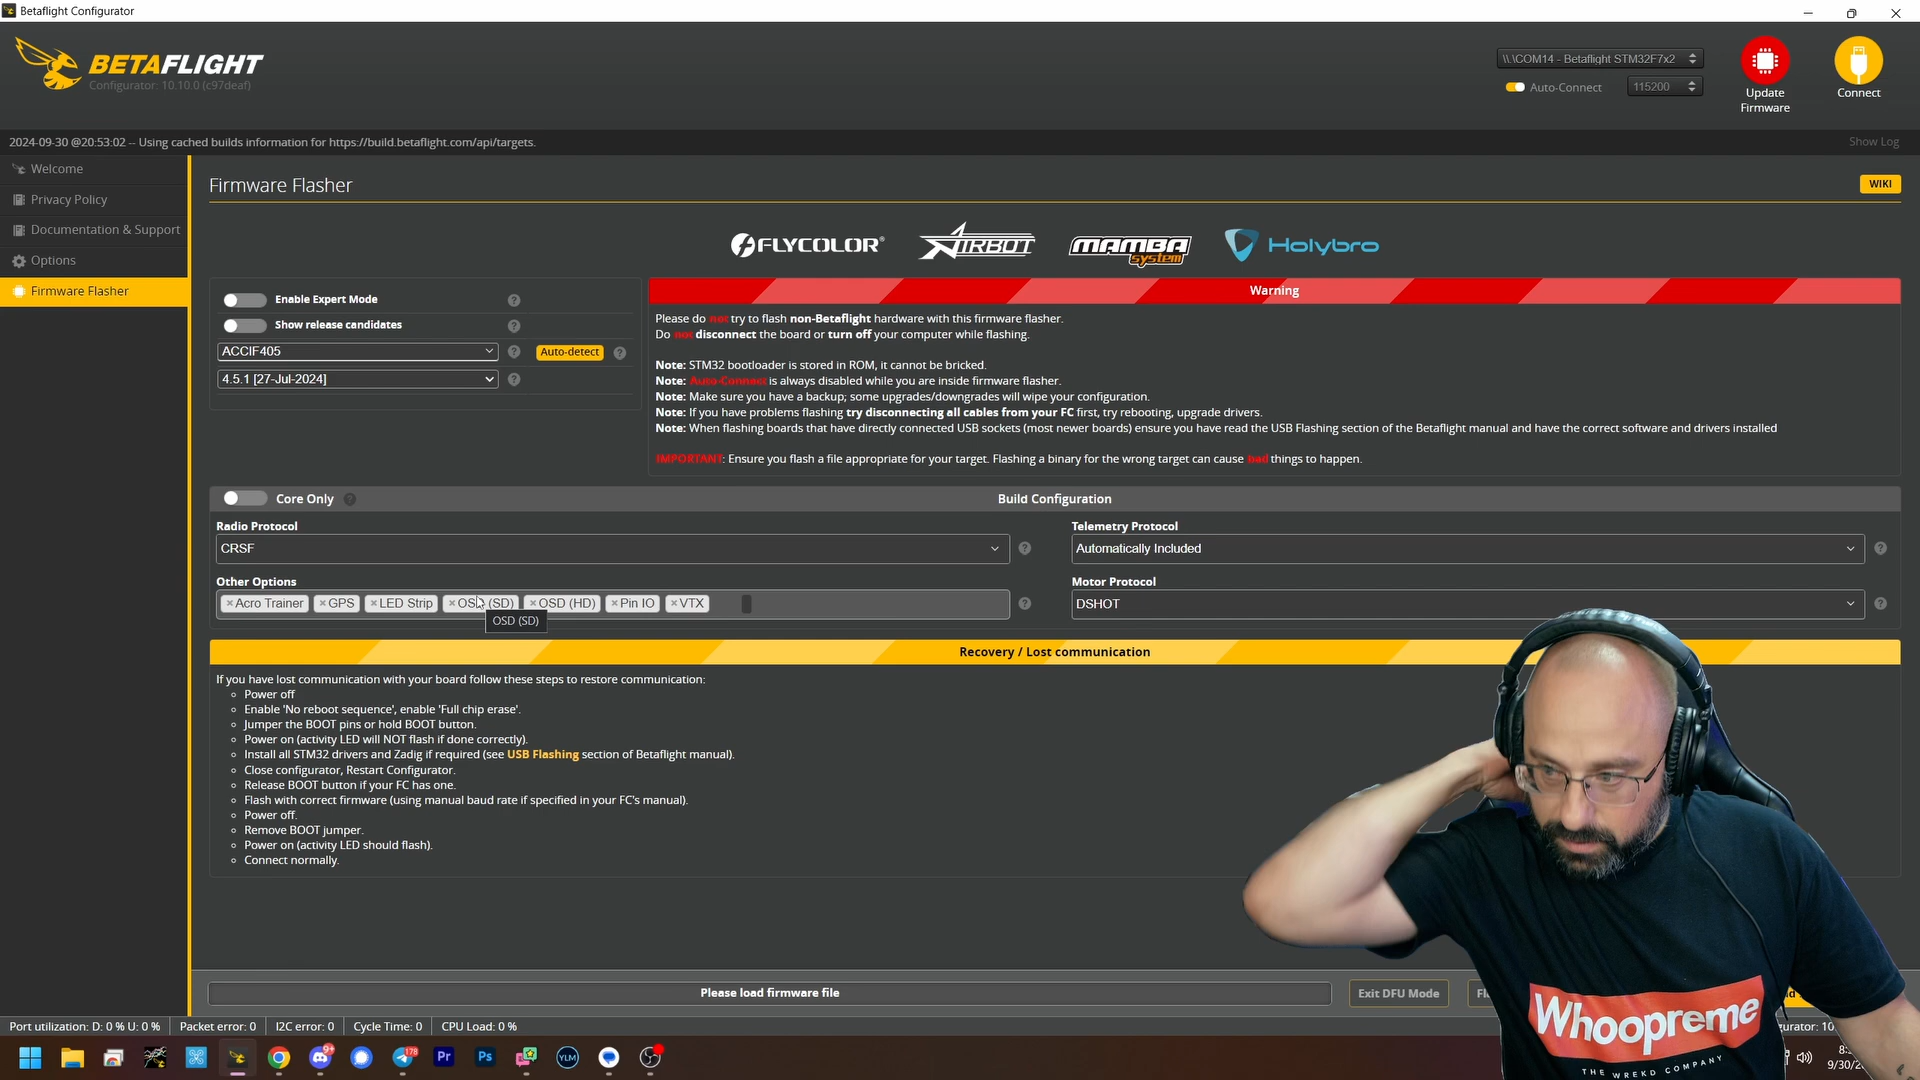 Betaflight Configurator
BETAFLIGHT
Configurator: 10.10.0 (c97deaf)
\\.\COM14 - Betaflight STM32F7x2
Auto-Connect
115200
Update
Firmware
Connect
2024-09-30 @20:53:02 -- Using cached builds information for https://build.betaflight.com/api/targets.
Show Log
Welcome
Privacy Policy
Documentation & Support
Options
Firmware Flasher
Firmware Flasher
WIKI
FLYCOLOR
AIRBOT
MAMBA
system
Holybro
Enable Expert Mode
Show release candidates
ACCIF405
Auto-detect
4.5.1 [27-Jul-2024]
Warning
Please do not try to flash non-Betaflight hardware with this firmware flasher.
Do not disconnect the board or turn off your computer while flashing.
Note: STM32 bootloader is stored in ROM, it cannot be bricked.
Note: Auto-Connect is always disabled while you are inside firmware flasher.
Note: Make sure you have a backup; some upgrades/downgrades will wipe your configuration.
Note: If you have problems flashing try disconnecting all cables from your FC first, try rebooting, upgrade drivers.
Note: When flashing boards that have directly connected USB sockets (most newer boards) ensure you have read the USB Flashing section of the Betaflight manual and have the correct software and drivers installed
IMPORTANT: Ensure you flash a file appropriate for your target. Flashing a binary for the wrong target can cause bad things to happen.
Core Only
Build Configuration
Radio Protocol
CRSF
Telemetry Protocol
Automatically Included
Other Options
×Acro Trainer ×GPS ×LED Strip ×OSD (SD) ×OSD (HD) ×Pin IO ×VTX
OSD (SD)
Motor Protocol
DSHOT
Recovery / Lost communication
If you have lost communication with your board follow these steps to restore communication:
Power off
Enable 'No reboot sequence', enable 'Full chip erase'.
Jumper the BOOT pins or hold BOOT button.
Power on (activity LED will NOT flash if done correctly).
Install all STM32 drivers and Zadig if required (see USB Flashing section of Betaflight manual).
Close configurator, Restart Configurator.
Release BOOT button if your FC has one.
Flash with correct firmware (using manual baud rate if specified in your FC's manual).
Power off.
Remove BOOT jumper.
Power on (activity LED should flash).
Connect normally.
Please load firmware file
Exit DFU Mode
Port utilization: D: 0 % U: 0 %
Packet error: 0
I2C error: 0
Cycle Time: 0
CPU Load: 0 %
Whoopreme
THE WREKD COMPANY
9+
178
Pr
Ps
YLM